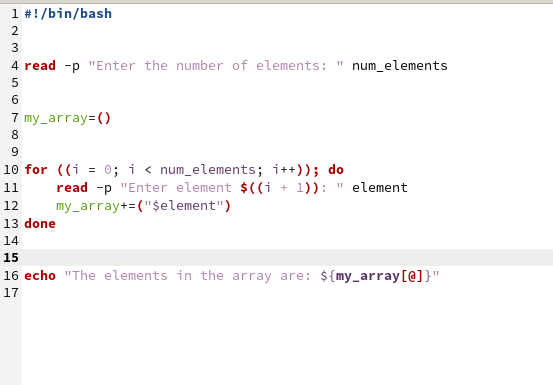 1 #!/bin/bash
2
3
4 read -p "Enter the number of elements: " num_elements
5
6
7 my_array=()
8
9
10 for ((i = 0; i < num_elements; i++)); do
11     read -p "Enter element $((i + 1)): " element
12     my_array+=("$element")
13 done
14
15
16 echo "The elements in the array are: ${my_array[@]}"
17